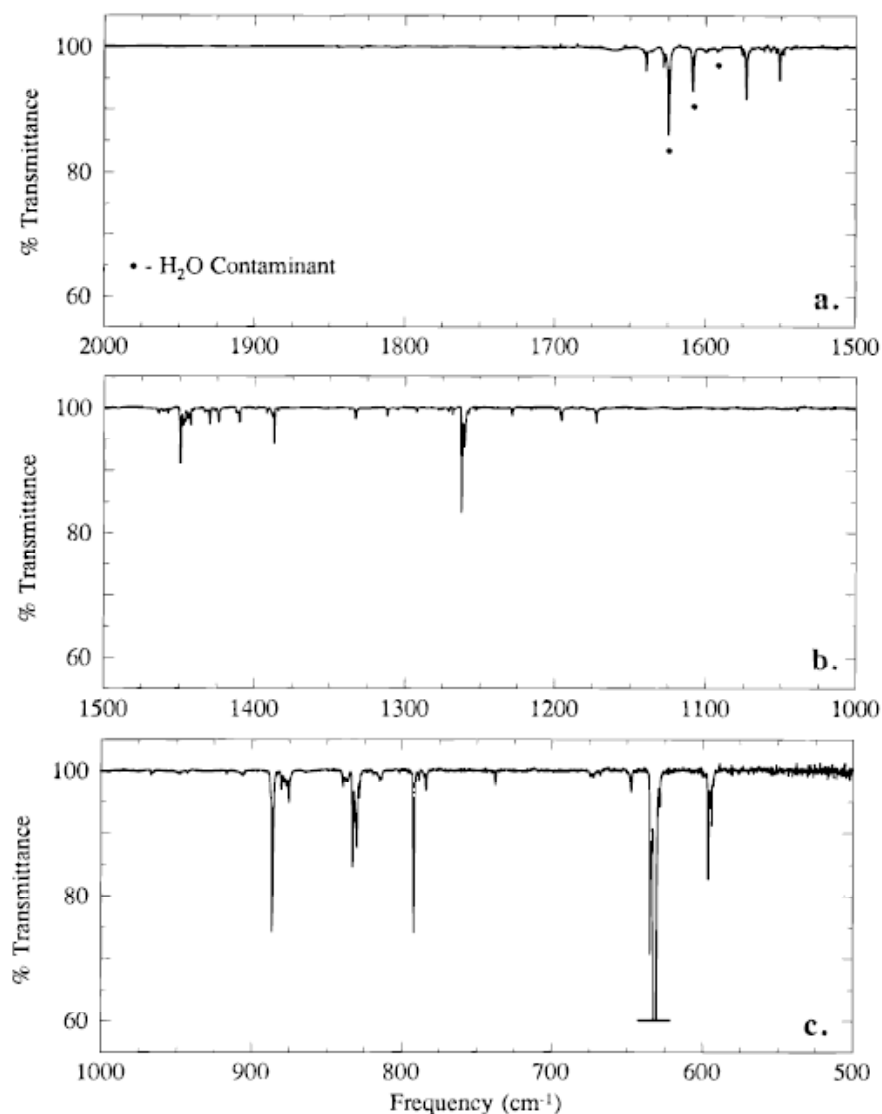 100
80
60
% Transmittance
• - H₂O Contaminant
a.
2000 1900 1800 1700 1600 1500
100
80
60
% Transmittance
b.
1500 1400 1300 1200 1100 1000
100
80
60
% Transmittance
c.
1000 900 800 700 600 500
Frequency (cm⁻¹)